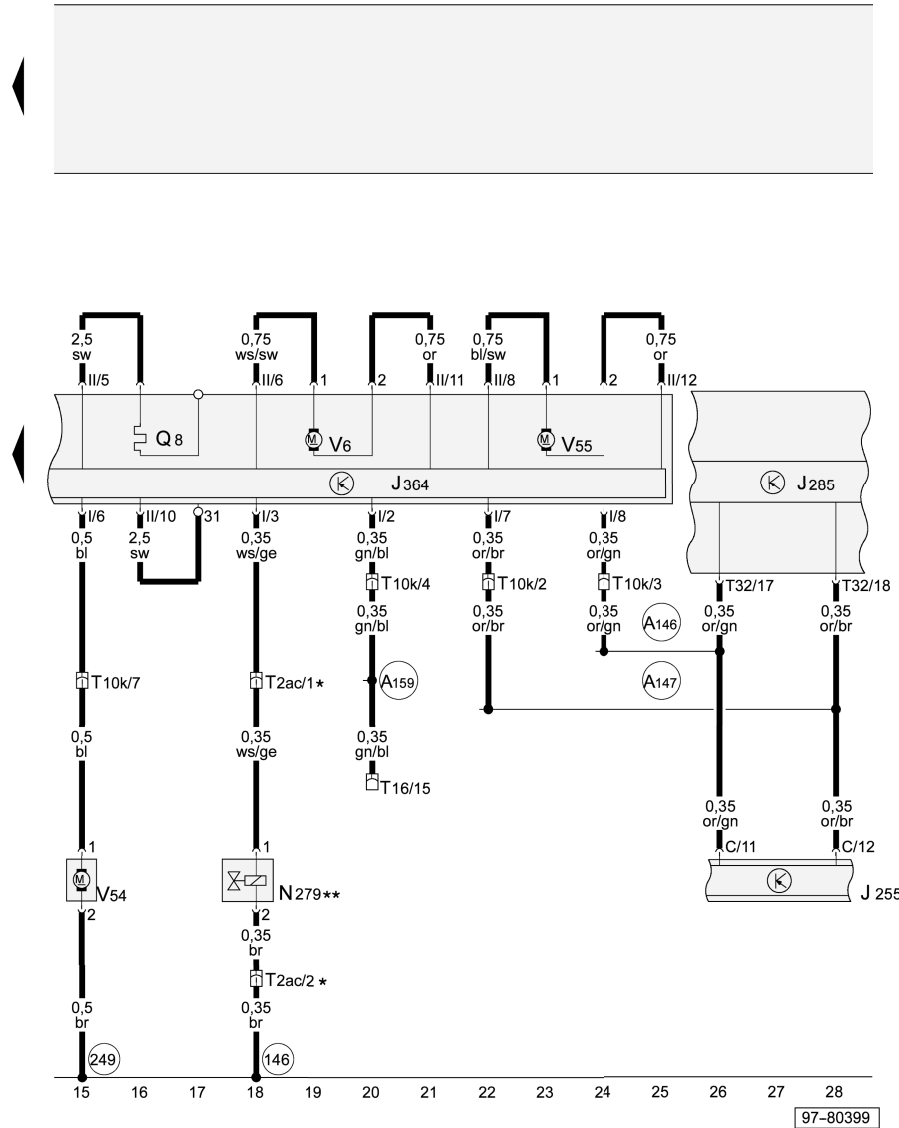 2,5 0,75 0,75 0,75 0,75
sw ws/sw or bl/sw or
II/5 II/6 1 2 II/11 II/8 1 2 II/12
Q8 V6 V55
J364 J285
I/6 II/10 31 I/3 I/2 I/7 I/8
0,5 2,5 0,35 0,35 0,35 0,35
bl sw ws/ge gn/bl or/br or/gn
T10k/4 T10k/2 T10k/3 T32/17 T32/18
0,35 0,35 0,35 A146 0,35 0,35
gn/bl or/br or/gn or/gn or/br
T10k/7 T2ac/1* A159 A147
0,5 0,35 0,35
bl ws/ge gn/bl
T16/15
0,35 0,35
or/gn or/br
1 1 C/11 C/12
M V54 N279** J255
2 2
0,35
br
T2ac/2 *
0,5 0,35
br br
249 146
15 16 17 18 19 20 21 22 23 24 25 26 27 28
97-80399